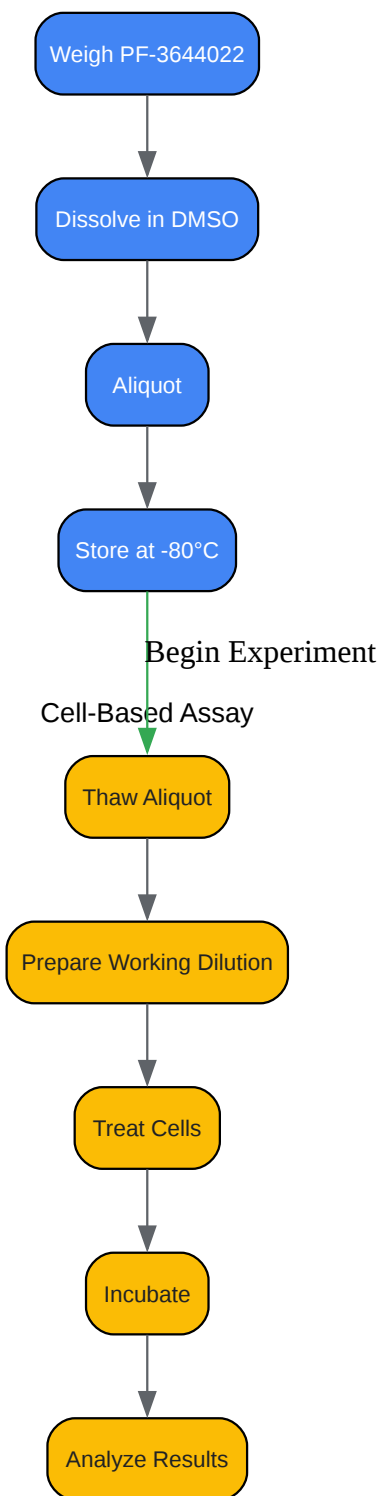 Weigh PF-3644022
Dissolve in DMSO
Aliquot
Store at -80°C
Begin Experiment
Cell-Based Assay
Thaw Aliquot
Prepare Working Dilution
Treat Cells
Incubate
Analyze Results